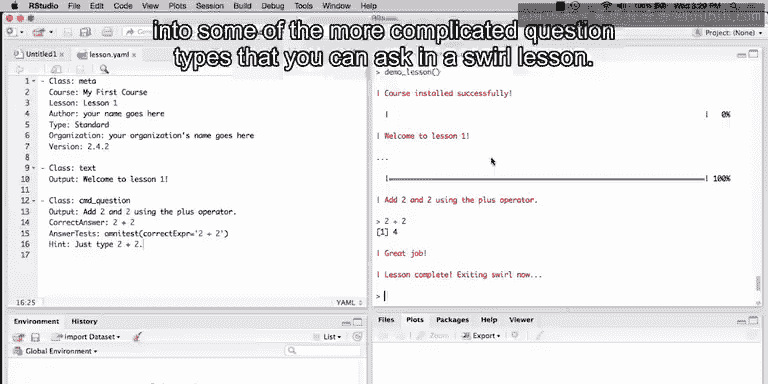 RStudio File Edit Code View Plots Session Build Debug Tools Window Help
RStudio
into some of the more complicated question
types that you can ask in a swirl lesson.
Project: (None)
Untitled1 lesson.yaml
1 - Class: meta
2 Course: My First Course
3 Lesson: Lesson 1
4 Author: your name goes here
5 Type: Standard
6 Organization: your organization's name goes here
7 Version: 2.4.2
8
9 - Class: text
10 Output: Welcome to lesson 1!
11
12 - Class: cmd_question
13 Output: Add 2 and 2 using the plus operator.
14 CorrectAnswer: 2 + 2
15 AnswerTests: omnitest(correctExpr='2 + 2')
16 Hint: Just type 2 + 2.
17
16:25 YAML
> demo_lesson()
| Course installed successfully!
| | 0%
| Welcome to lesson 1!
...
|====| 100%
| Add 2 and 2 using the plus operator.
> 2 + 2
[1] 4
| Great job!
| Lesson complete! Exiting swirl now...
>
Environment History
Import Dataset List
Global Environment
Files Plots Packages Help Viewer
Zoom Export